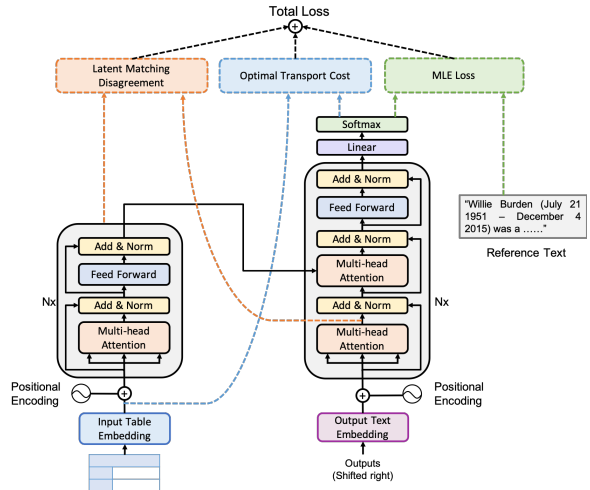 Total Loss
Latent Matching
Disagreement
Optimal Transport Cost
MLE Loss
Softmax
Linear
Add & Norm
Feed Forward
Add & Norm
Multi-head
Attention
Add & Norm
Multi-head
Attention
Nx
"Willie Burden (July 21
1951 – December 4
2015) was a ……"
Reference Text
Add & Norm
Feed Forward
Add & Norm
Multi-head
Attention
Nx
Positional
Encoding
Positional
Encoding
Input Table
Embedding
Output Text
Embedding
Outputs
(Shifted right)